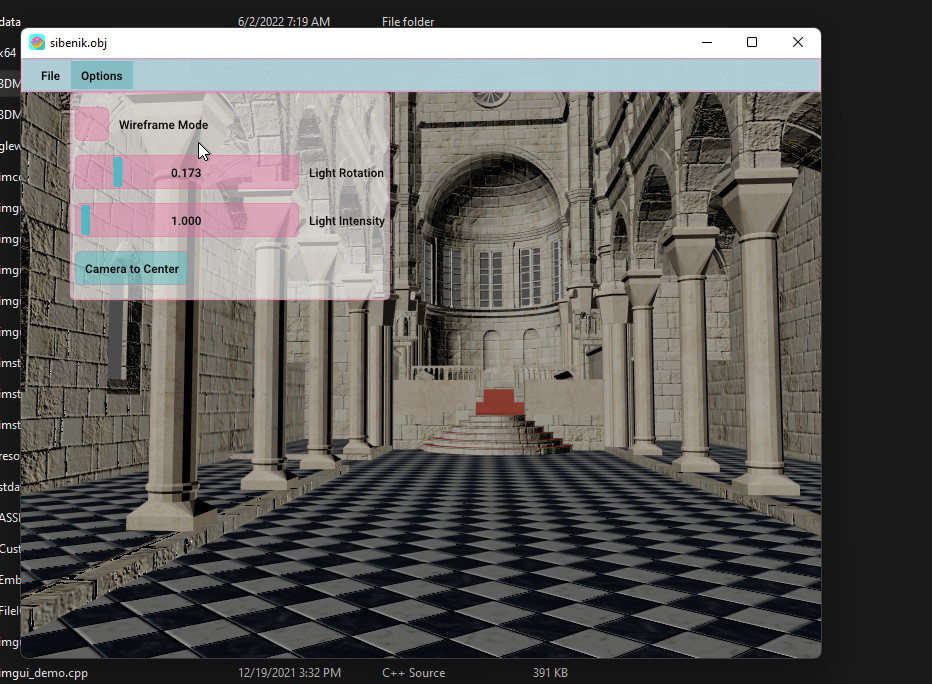 data 6/2/2022 7:19 AM File folder
x64
sibenik.obj
File Options
3DM
3DM
Wireframe Mode
glew
0.173 Light Rotation
imco
imgu
1.000 Light Intensity
imgu
Camera to Center
imgu
imgu
imgu
imst
imst
imst
reso
stda
ASSI
Cust
Emb
FileI
imgu
imgui_demo.cpp 12/19/2021 3:32 PM C++ Source 391 KB